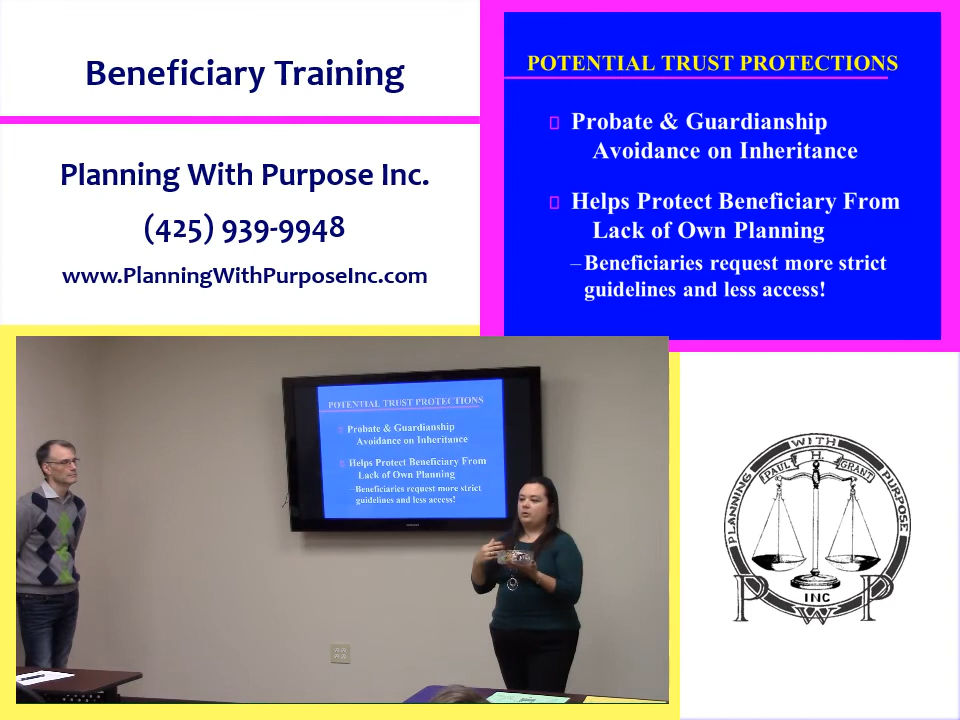 Beneficiary Training
Planning With Purpose Inc.
(425) 939-9948
www.PlanningWithPurposeInc.com
POTENTIAL TRUST PROTECTIONS
Probate & Guardianship
Avoidance on Inheritance
Helps Protect Beneficiary From
Lack of Own Planning
– Beneficiaries request more strict
guidelines and less access!
POTENTIAL TRUST PROTECTIONS
Probate & Guardianship
Avoidance on Inheritance
Helps Protect Beneficiary From
Lack of Own Planning
– Beneficiaries request more strict
guidelines and less access!
PLANNING WITH PURPOSE
PAUL H. GRANT
INC
PWP